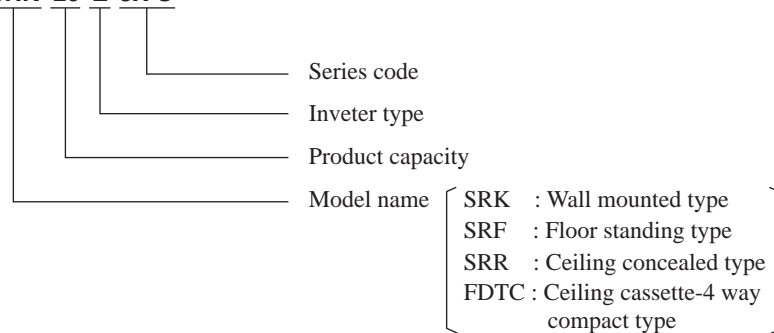 Series code
Inveter type
Product capacity
Model name
SRK : Wall mounted type
SRF : Floor standing type
SRR : Ceiling concealed type
FDTC : Ceiling cassette-4 way
compact type